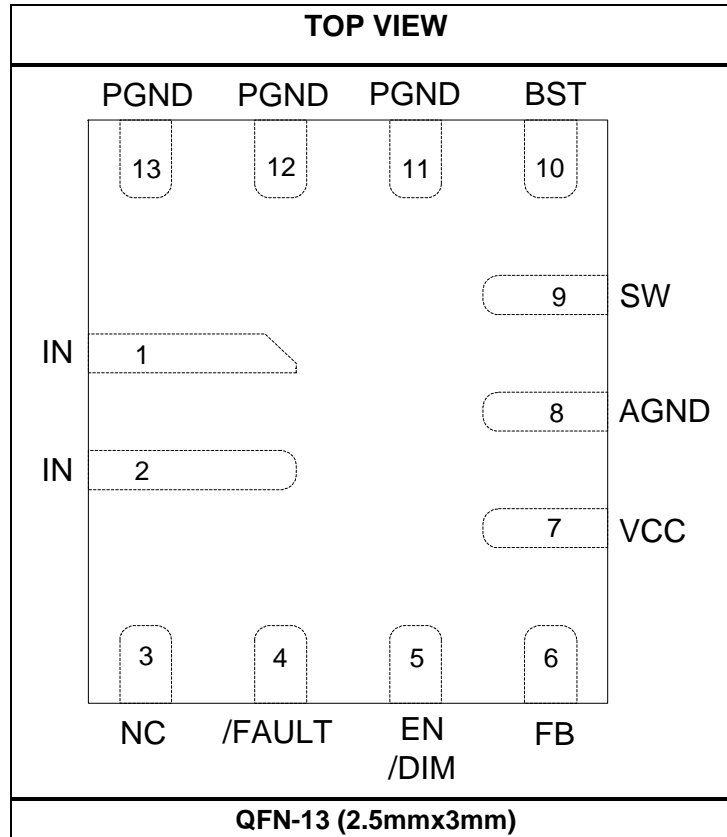 TOP VIEW
PGND PGND PGND BST
13 12 11 10
9 SW
IN 1
8 AGND
IN 2
7 VCC
3 4 5 6
NC /FAULT EN FB
/DIM
QFN-13 (2.5mmx3mm)